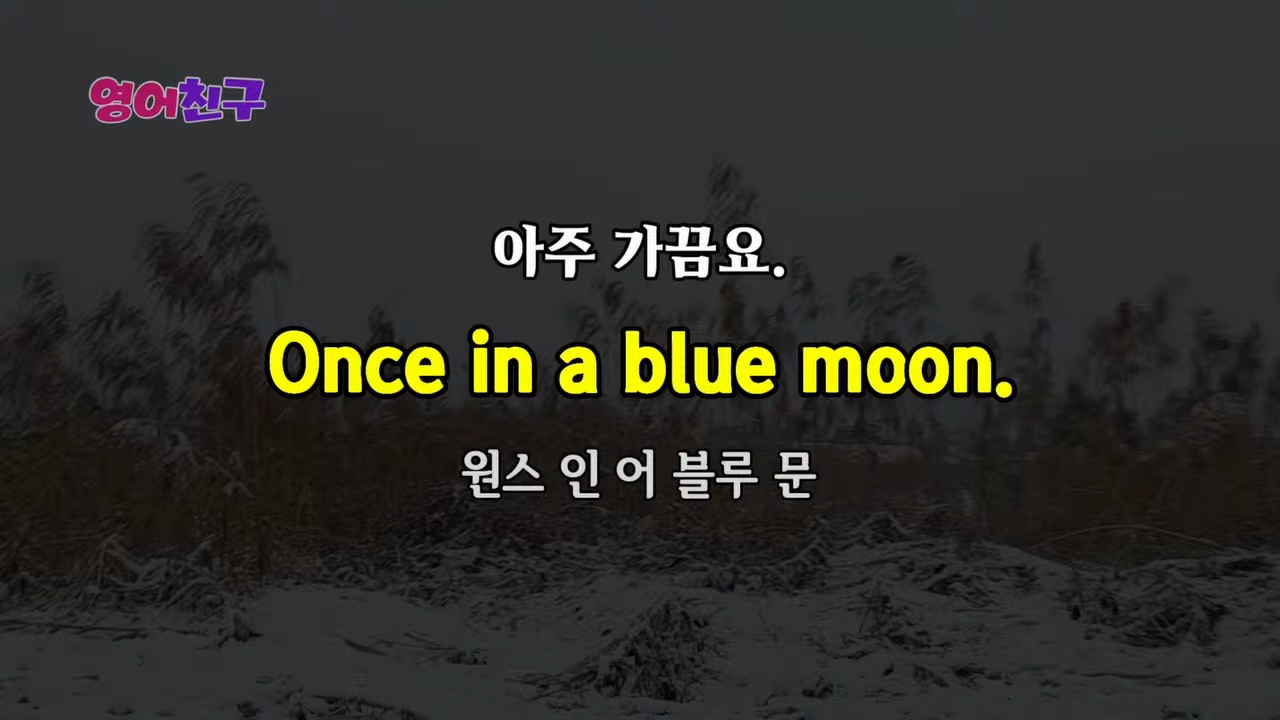 영어친구
아주 가끔요.
Once in a blue moon.
원스 인 어 블루 문